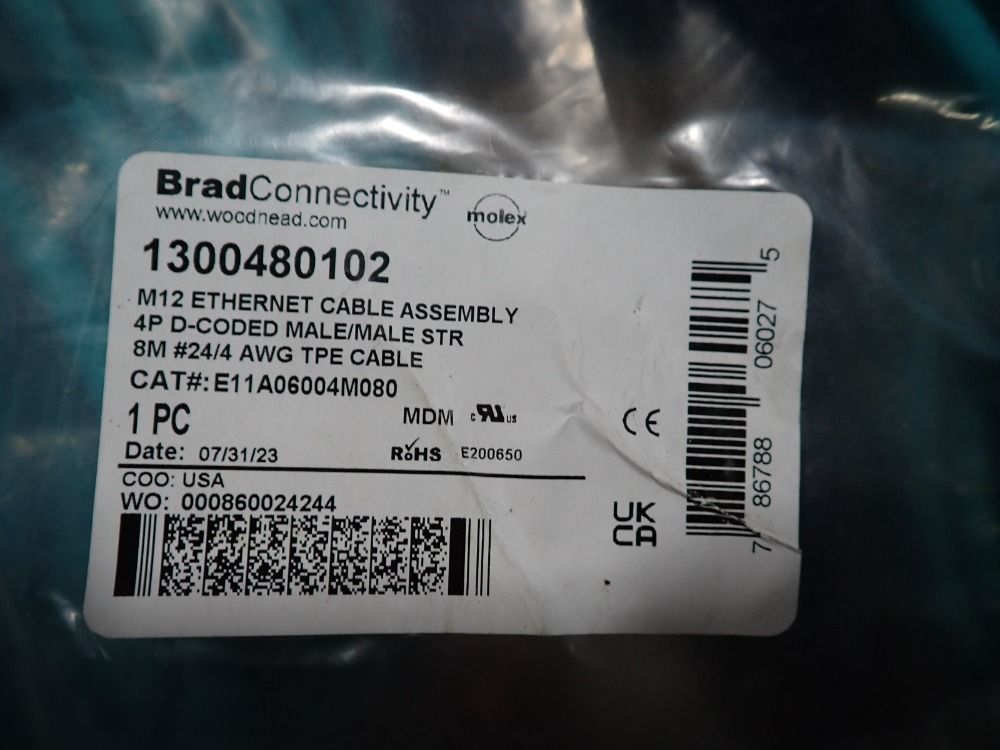 BradConnectivity™
www.woodhead.com
molex
1300480102
M12 ETHERNET CABLE ASSEMBLY
4P D-CODED MALE/MALE STR
8M #24/4 AWG TPE CABLE
CAT#: E11A06004M080
1 PC
MDM
c RU us
CE
Date: 07/31/23
RoHS
E200650
COO: USA
WO: 000860024244
UK
CA
7 86788 06027 5